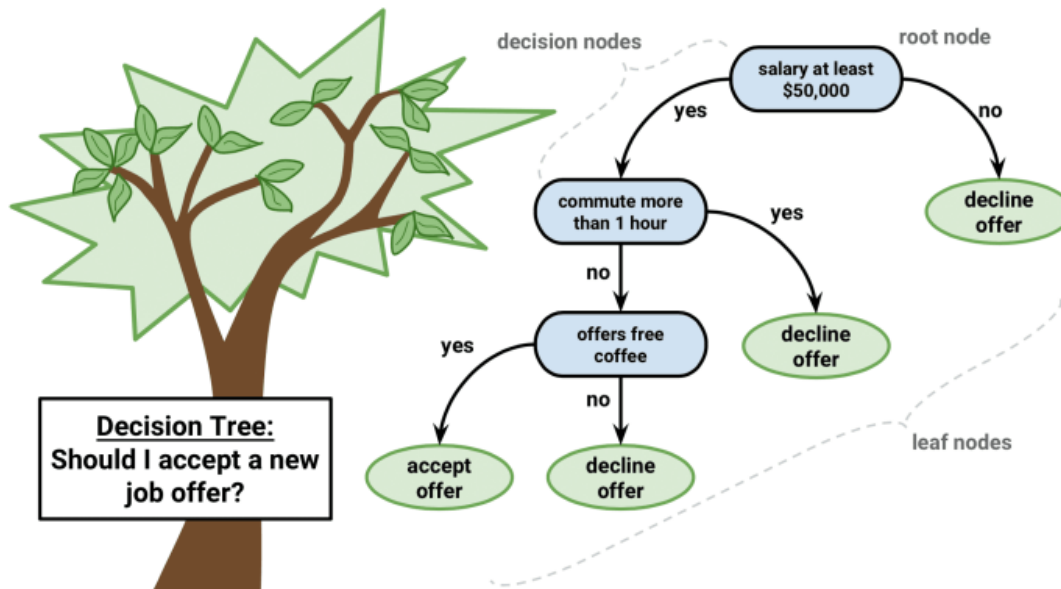 decision nodes
root node
salary at least
$50,000
yes
no
commute more
than 1 hour
yes
decline
offer
no
offers free
coffee
decline
offer
yes
no
Decision Tree:
Should I accept a new
job offer?
accept
offer
decline
offer
leaf nodes